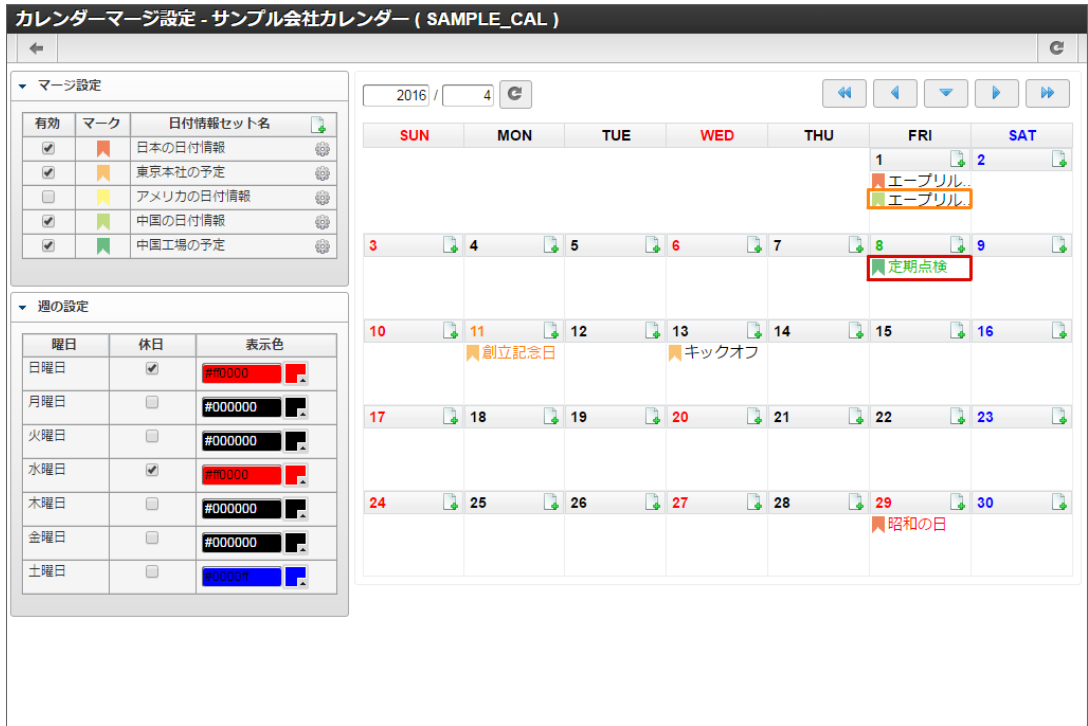 カレンダーマージ設定 - サンプル会社カレンダー ( SAMPLE_CAL )
マージ設定
有効 マーク 日付情報セット名
日本の日付情報
東京本社の予定
アメリカの日付情報
中国の日付情報
中国工場の予定
週の設定
曜日 休日 表示色
日曜日 #ff0000
月曜日 #000000
火曜日 #000000
水曜日 #ff0000
木曜日 #000000
金曜日 #000000
土曜日 #0000ff
2016 / 4
SUN MON TUE WED THU FRI SAT
1 2
エープリル..
エープリル..
3 4 5 6 7 8 9
定期点検
10 11 12 13 14 15 16
創立記念日 キックオフ
17 18 19 20 21 22 23
24 25 26 27 28 29 30
昭和の日